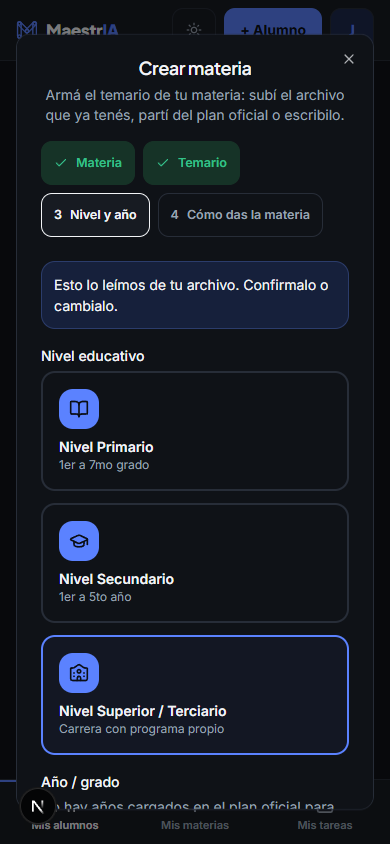 MaestrIA
+ Alumno
J
Crear materia
Armá el temario de tu materia: subí el archivo
que ya tenés, partí del plan oficial o escribilo.
Materia
Temario
3 Nivel y año
4 Cómo das la materia
Esto lo leímos de tu archivo. Confirmalo o
cambialo.
Nivel educativo
Nivel Primario
1er a 7mo grado
Nivel Secundario
1er a 5to año
Nivel Superior / Terciario
Carrera con programa propio
Año / grado
hay años cargados en el plan oficial para
N
Mis alumnos
Mis materias
Mis tareas